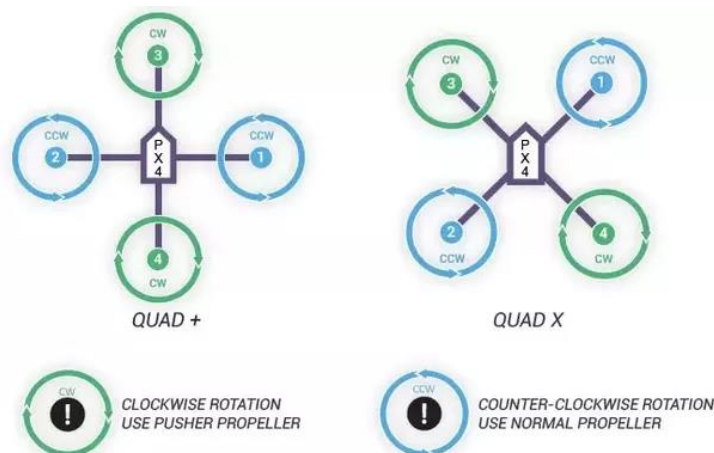 CW
3
CCW
2
P
X
4
CCW
1
4
CW
QUAD +
CW
3
CCW
1
P
X
4
2
CCW
4
CW
QUAD X
CW
!
CLOCKWISE ROTATION
USE PUSHER PROPELLER
CCW
!
COUNTER-CLOCKWISE ROTATION
USE NORMAL PROPELLER